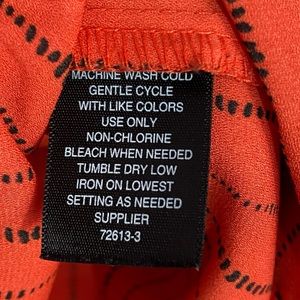 MACHINE WASH COLD
GENTLE CYCLE
WITH LIKE COLORS
USE ONLY
NON-CHLORINE
BLEACH WHEN NEEDED
TUMBLE DRY LOW
IRON ON LOWEST
SETTING AS NEEDED
SUPPLIER
72613-3